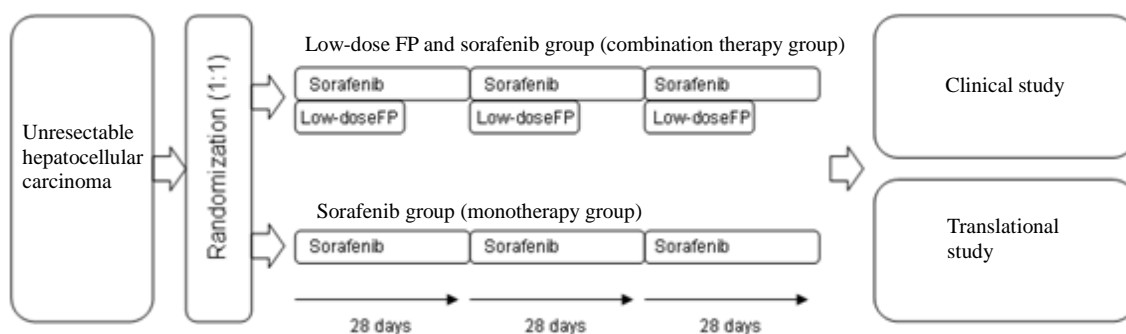 Unresectable
hepatocellular
carcinoma
Randomization (1:1)
Low-dose FP and sorafenib group (combination therapy group)
Sorafenib Sorafenib Sorafenib
Low-doseFP Low-doseFP Low-doseFP
Sorafenib group (monotherapy group)
Sorafenib Sorafenib Sorafenib
28 days 28 days 28 days
Clinical study
Translational
study